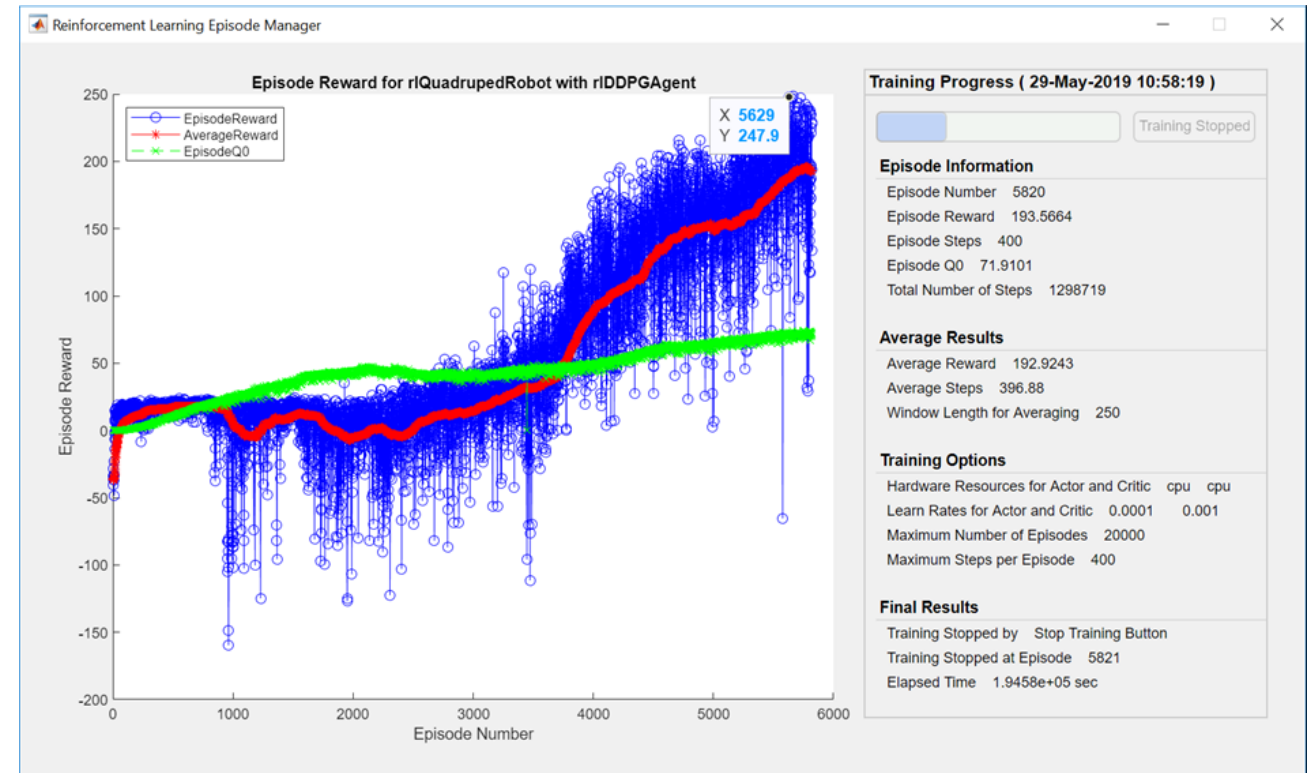 Reinforcement Learning Episode Manager
Episode Reward for rlQuadrupedRobot with rlDDPGAgent
EpisodeReward
AverageReward
EpisodeQ0
X 5629
Y 247.9
250
200
150
100
50
0
-50
-100
-150
-200
Episode Reward
0 1000 2000 3000 4000 5000 6000
Episode Number
Training Progress ( 29-May-2019 10:58:19 )
Training Stopped
Episode Information
Episode Number 5820
Episode Reward 193.5664
Episode Steps 400
Episode Q0 71.9101
Total Number of Steps 1298719
Average Results
Average Reward 192.9243
Average Steps 396.88
Window Length for Averaging 250
Training Options
Hardware Resources for Actor and Critic cpu cpu
Learn Rates for Actor and Critic 0.0001 0.001
Maximum Number of Episodes 20000
Maximum Steps per Episode 400
Final Results
Training Stopped by Stop Training Button
Training Stopped at Episode 5821
Elapsed Time 1.9458e+05 sec